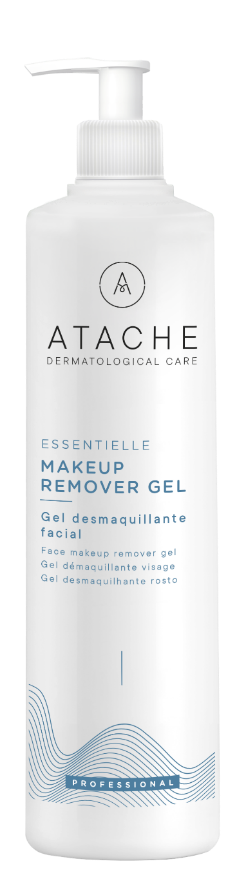 ATACHE
DERMATOLOGICAL CARE
ESSENTIELLE
MAKEUP
REMOVER GEL
Gel desmaquillante
facial
Face makeup remover gel
Gel démaquillante visage
Gel desmaquilhante rosto
PROFESSIONAL